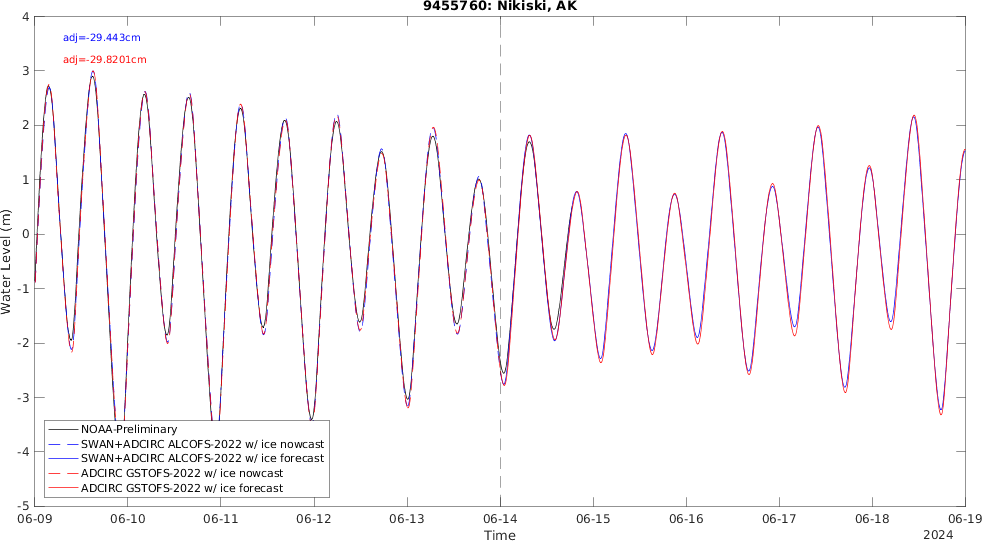 9455760: Nikiski, AK
adj=-29.443cm
adj=-29.8201cm
Water Level (m)
4
3
2
1
0
-1
-2
-3
-4
-5
NOAA-Preliminary
SWAN+ADCIRC ALCOFS-2022 w/ ice nowcast
SWAN+ADCIRC ALCOFS-2022 w/ ice forecast
ADCIRC GSTOFS-2022 w/ ice nowcast
ADCIRC GSTOFS-2022 w/ ice forecast
06-09 06-10 06-11 06-12 06-13 06-14 06-15 06-16 06-17 06-18 06-19
Time
2024